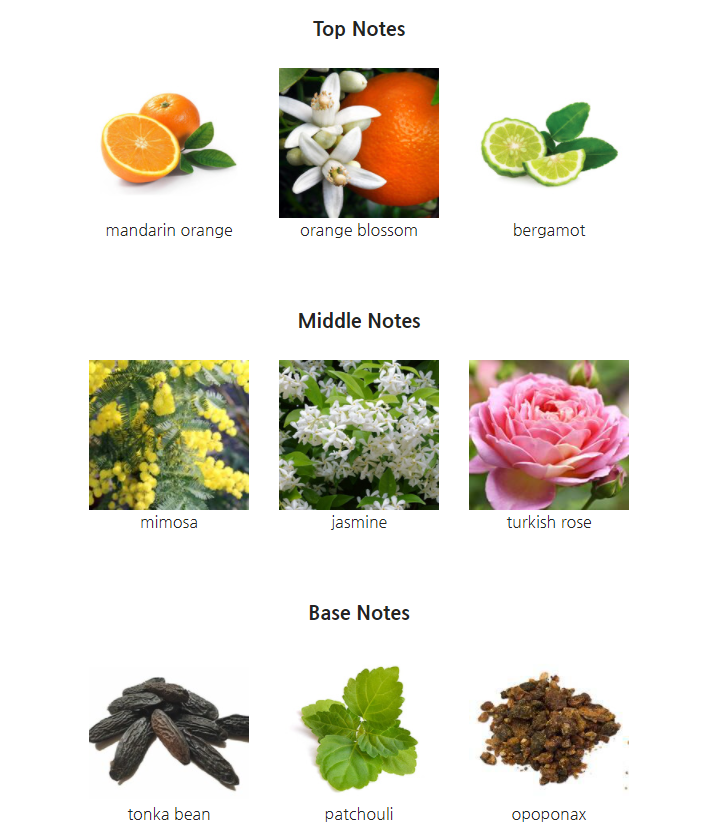 Top Notes
mandarin orange
orange blossom
bergamot
Middle Notes
mimosa
jasmine
turkish rose
Base Notes
tonka bean
patchouli
opoponax